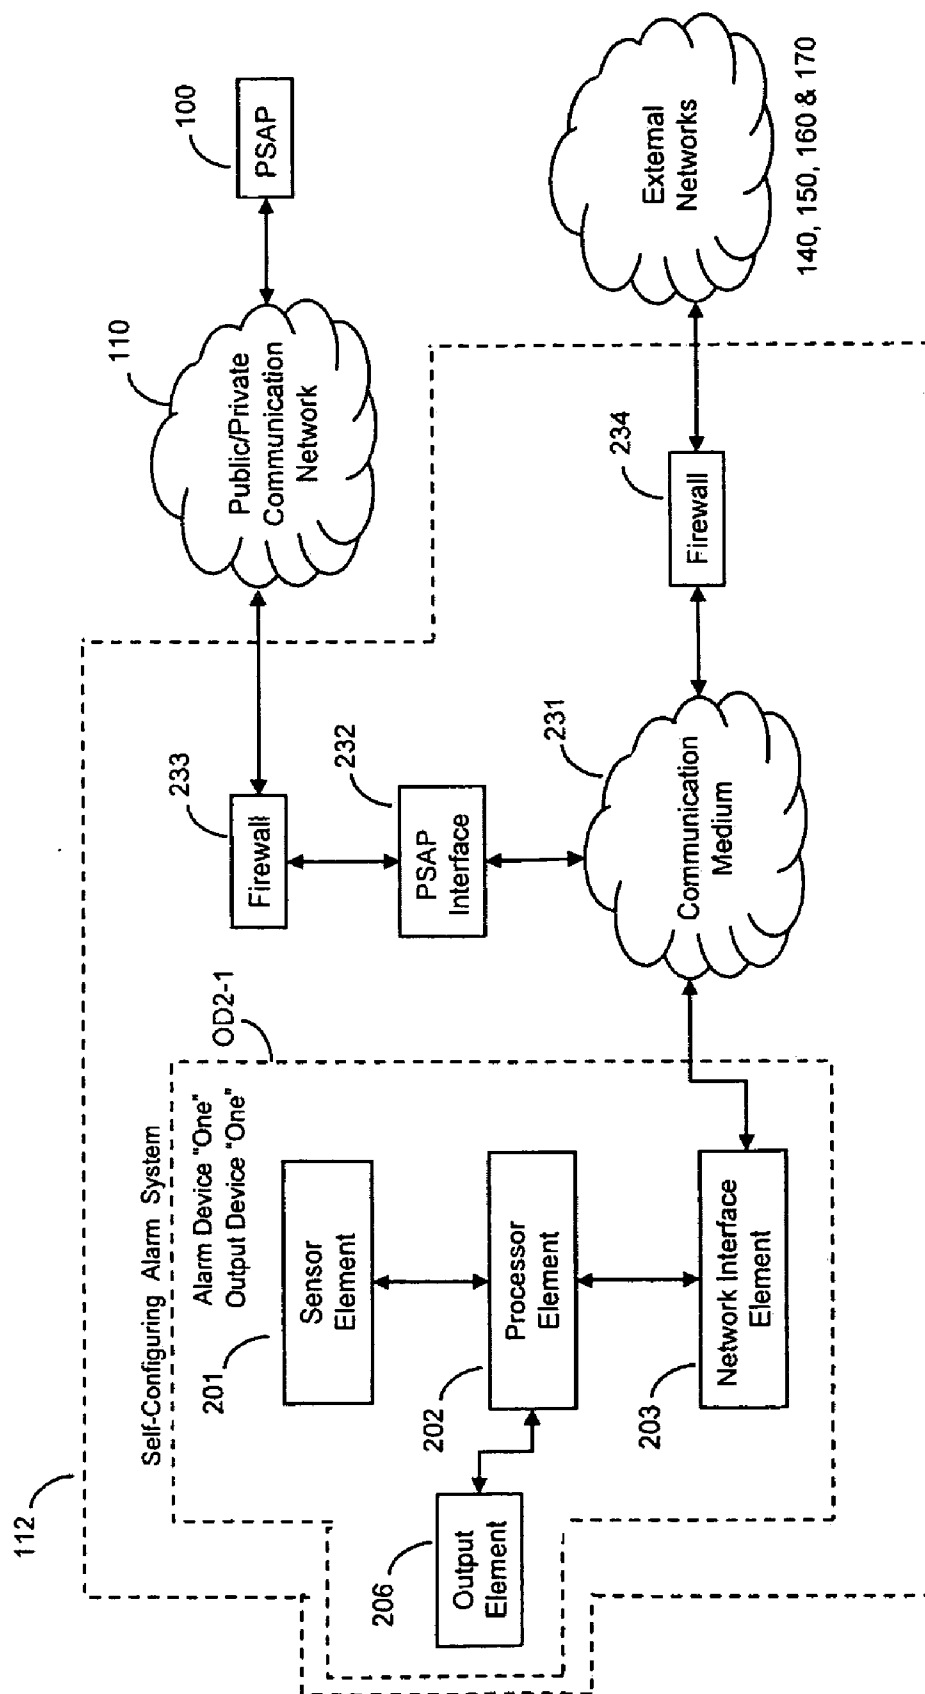 112
Self-Configuring Alarm System
Alarm Device "One"
Output Device "One"
OD2-1
201
Sensor
Element
202
Processor
Element
203
Network Interface
Element
206
Output
Element
233
Firewall
232
PSAP
Interface
231
Communication
Medium
234
Firewall
110
Public/Private
Communication
Network
100
PSAP
External
Networks
140, 150, 160 & 170